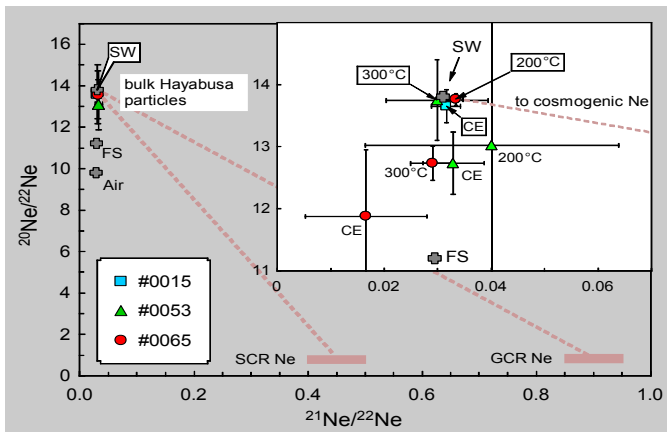 16
14
12
10
8
6
4
2
0
20Ne/22Ne
SW
bulk Hayabusa
particles
FS
Air
#0015
#0053
#0065
SCR Ne
GCR Ne
0.0
0.2
0.4
0.6
0.8
1.0
21Ne/22Ne
14
13
12
11
SW
300°C
200°C
to cosmogenic Ne
CE
300°C
CE
200°C
CE
FS
0
0.02
0.04
0.06